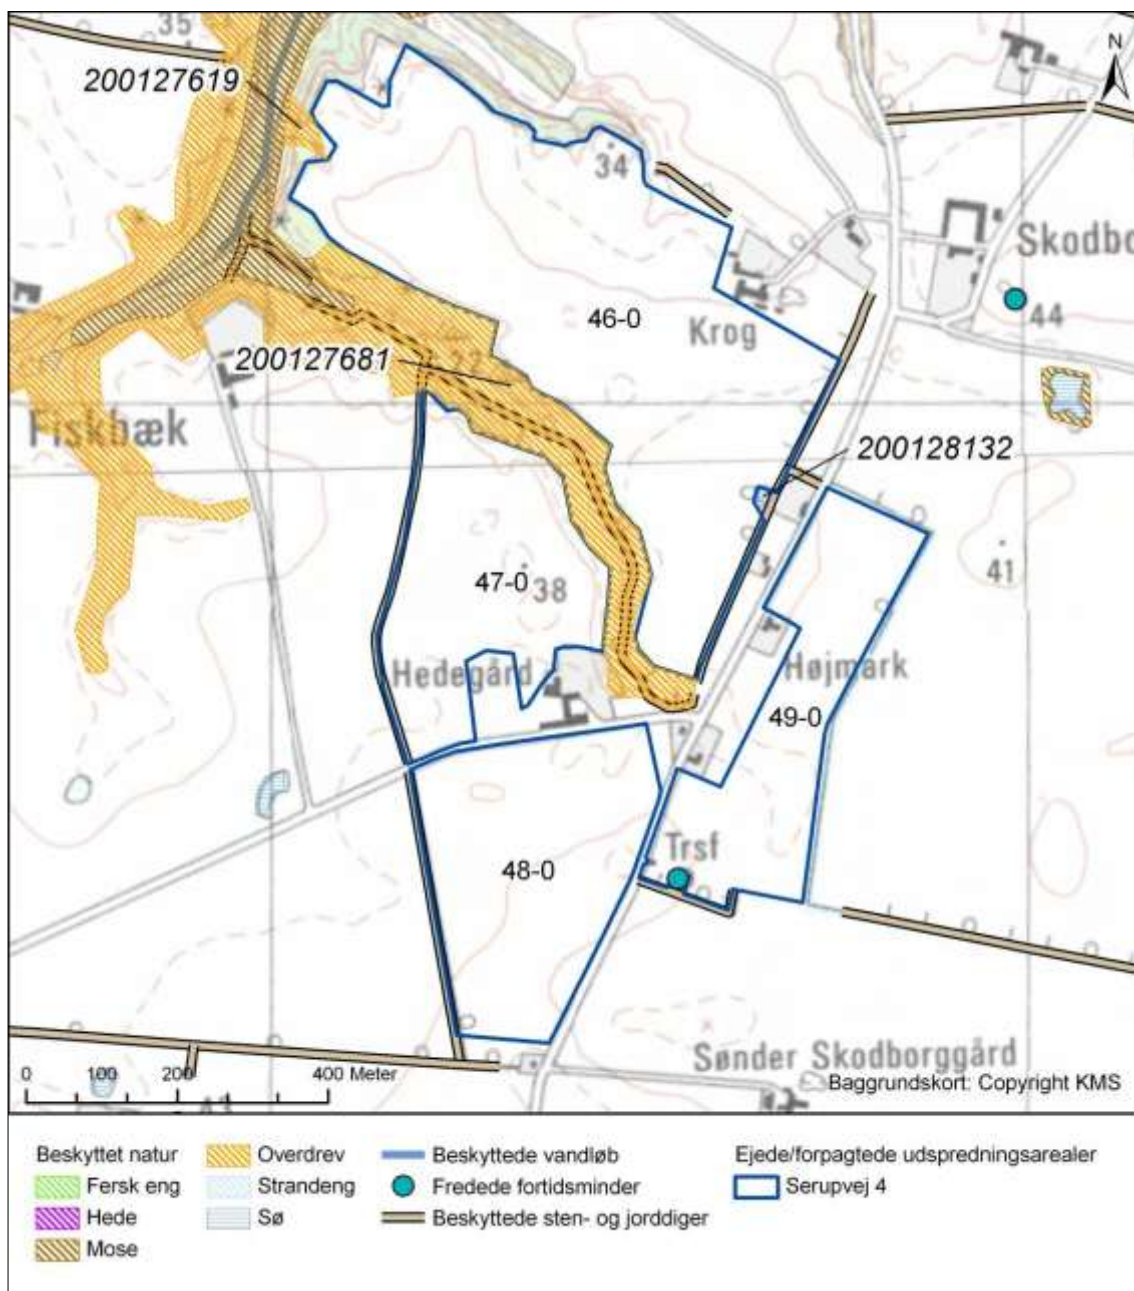 35
200127619
N
34
Skodbo
44
46-0
Krog
200127681
Fiskbæk
200128132
47-0
38
41
Hedegård
Højmark
49-0
Trsf
48-0
Sønder Skodborggård
0 100 200 400 Meter
Baggrundskort: Copyright KMS
Beskyttet natur
Fersk eng
Hede
Mose
Overdrev
Strandeng
Sø
Beskyttede vandløb
Fredede fortidsminder
Beskyttede sten- og jorddiger
Ejede/forpagtede udspredningsarealer
Serupvej 4